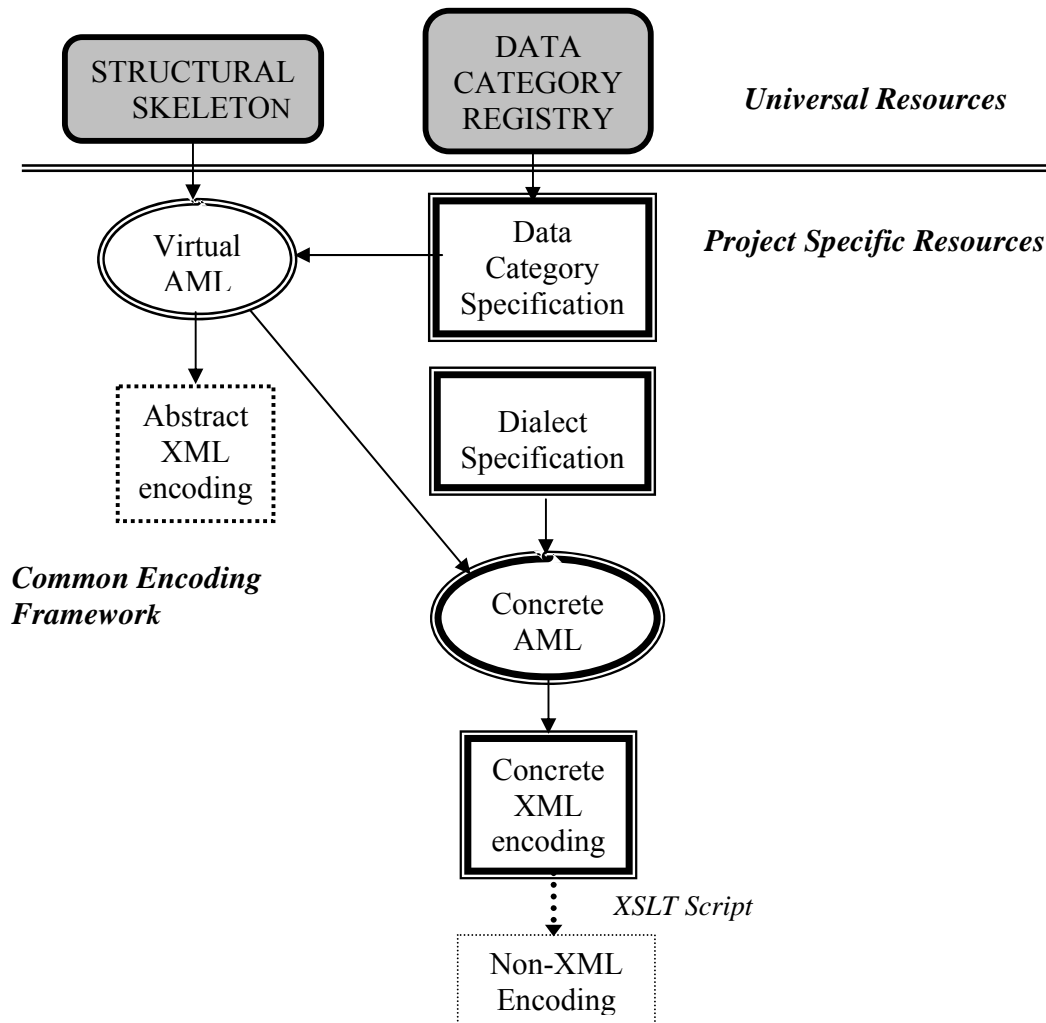 STRUCTURAL
SKELETON
DATA
CATEGORY
REGISTRY
Universal Resources
Virtual
AML
Data
Category
Specification
Project Specific Resources
Abstract
XML
encoding
Dialect
Specification
Common Encoding
Framework
Concrete
AML
Concrete
XML
encoding
XSLT Script
Non-XML
Encoding